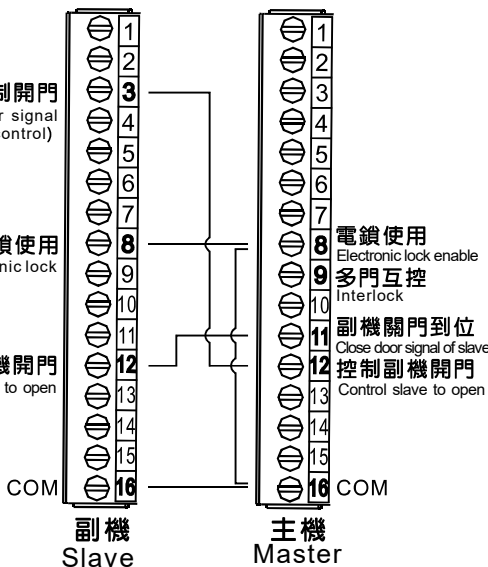 1
2
3
4
5
6
7
8
9
10
11
12
13
14
15
16
制開門
signal
control)
鎖使用
lock
機開門
to open
COM
副機
Slave
1
2
3
4
5
6
7
8
9
10
11
12
13
14
15
16
電鎖使用
Electronic lock enable
多門互控
Interlock
副機關門到位
Close door signal of slave
控制副機開門
Control slave to open
COM
主機
Master